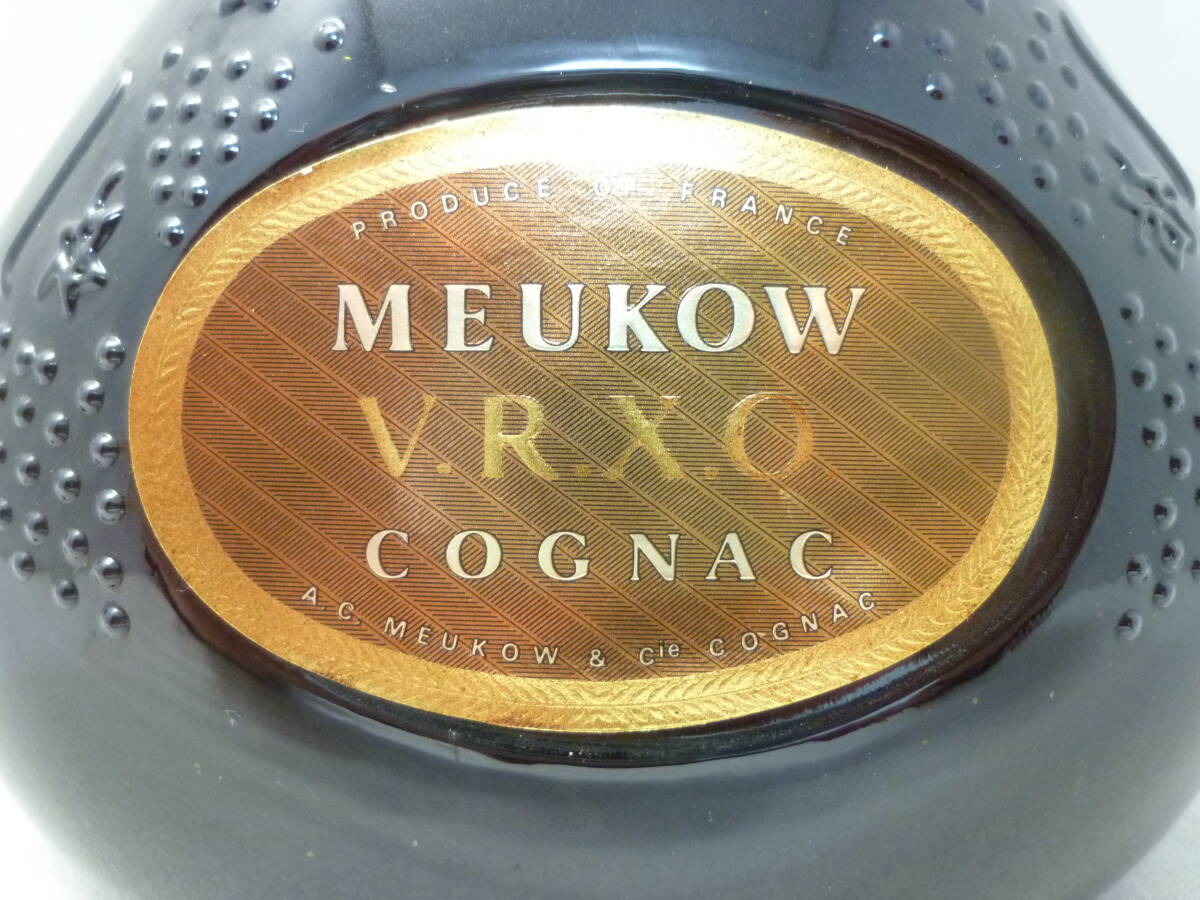 PRODUCE OF FRANCE
MEUKOW
V.R.X.O
COGNAC
A.C. MEUKOW & Cie COGNAC